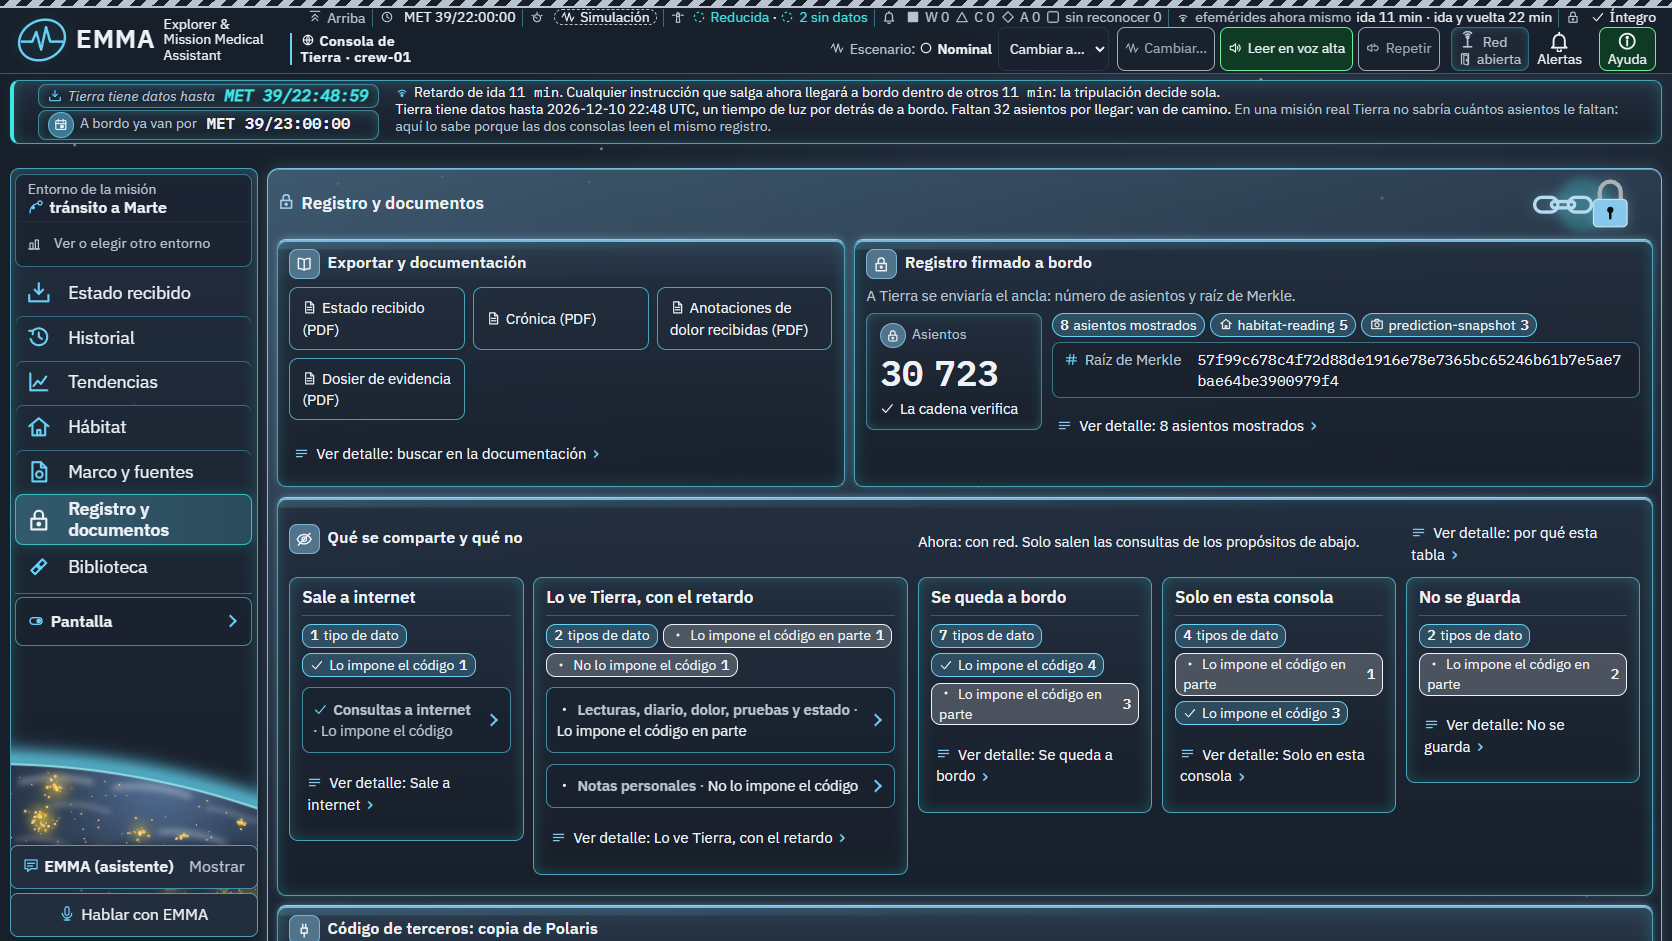 Arriba
MET 39/22:00:00
Simulación
Reducida · 2 sin datos
W 0 C 0 A 0 sin reconocer 0
efemérides ahora mismo ida 11 min · ida y vuelta 22 min
Íntegro
EMMA
Explorer &
Mission Medical
Assistant
Consola de
Tierra · crew-01
Escenario: Nominal
Cambiar a...
Cambiar...
Leer en voz alta
Repetir
Red
abierta
Alertas
Ayuda
Tierra tiene datos hasta MET 39/22:48:59
A bordo ya van por MET 39/23:00:00
Retardo de ida 11 min. Cualquier instrucción que salga ahora llegará a bordo dentro de otros 11 min: la tripulación decide sola.
Tierra tiene datos hasta 2026-12-10 22:48 UTC, un tiempo de luz por detrás de a bordo. Faltan 32 asientos por llegar: van de camino. En una misión real Tierra no sabría cuántos asientos le faltan:
aquí lo sabe porque las dos consolas leen el mismo registro.
Entorno de la misión
tránsito a Marte
Ver o elegir otro entorno
Estado recibido
Historial
Tendencias
Hábitat
Marco y fuentes
Registro y
documentos
Biblioteca
Pantalla
EMMA (asistente) Mostrar
Hablar con EMMA
Registro y documentos
Exportar y documentación
Estado recibido
(PDF)
Crónica (PDF)
Anotaciones de
dolor recibidas (PDF)
Dosier de evidencia
(PDF)
Ver detalle: buscar en la documentación
Registro firmado a bordo
A Tierra se enviaría el ancla: número de asientos y raíz de Merkle.
Asientos
30 723
La cadena verifica
8 asientos mostrados
habitat-reading 5
prediction-snapshot 3
# Raíz de Merkle 57f99c678c4f72d88de1916e78e7365bc65246b61b7e5ae7
bae64be3900979f4
Ver detalle: 8 asientos mostrados
Qué se comparte y qué no
Ahora: con red. Solo salen las consultas de los propósitos de abajo.
Ver detalle: por qué esta
tabla
Sale a internet
1 tipo de dato
Lo impone el código 1
Consultas a internet
· Lo impone el código
Ver detalle: Sale a
internet
Lo ve Tierra, con el retardo
2 tipos de dato
Lo impone el código en parte 1
No lo impone el código 1
Lecturas, diario, dolor, pruebas y estado ·
Lo impone el código en parte
Notas personales · No lo impone el código
Ver detalle: Lo ve Tierra, con el retardo
Se queda a bordo
7 tipos de dato
Lo impone el código 4
Lo impone el código en
parte 3
Ver detalle: Se queda a
bordo
Solo en esta consola
4 tipos de dato
Lo impone el código en
parte 1
Lo impone el código 3
Ver detalle: Solo en esta
consola
No se guarda
2 tipos de dato
Lo impone el código en
parte 2
Ver detalle: No se
guarda
Código de terceros: copia de Polaris